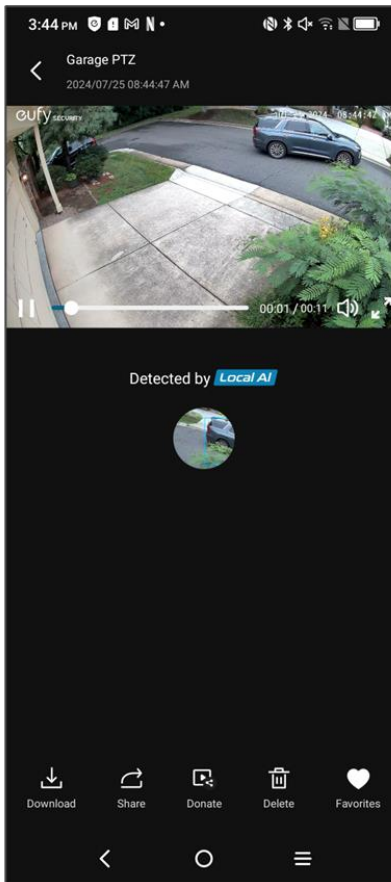 3:44 PM
Garage PTZ
2024/07/25 08:44:47 AM
eufy SECURITY
00:01 / 00:11
Detected by Local AI
Download Share Donate Delete Favorites